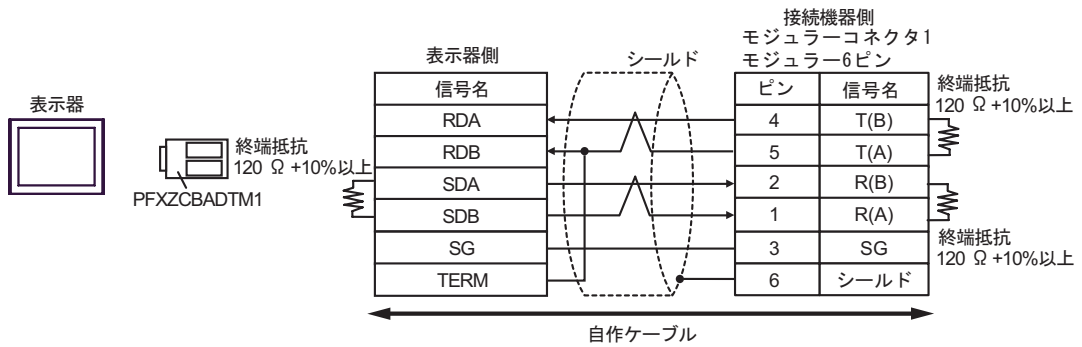 接続機器側
モジュラーコネクタ1
モジュラー6ピン
表示器側
シールド
表示器
信号名
ピン 信号名
終端抵抗
120 Ω +10%以上
RDA
4 T(B)
RDB
5 T(A)
終端抵抗
120 Ω +10%以上
PFXZCBADTM1
SDA
2 R(B)
SDB
1 R(A)
SG
3 SG
終端抵抗
120 Ω +10%以上
TERM
6 シールド
自作ケーブル